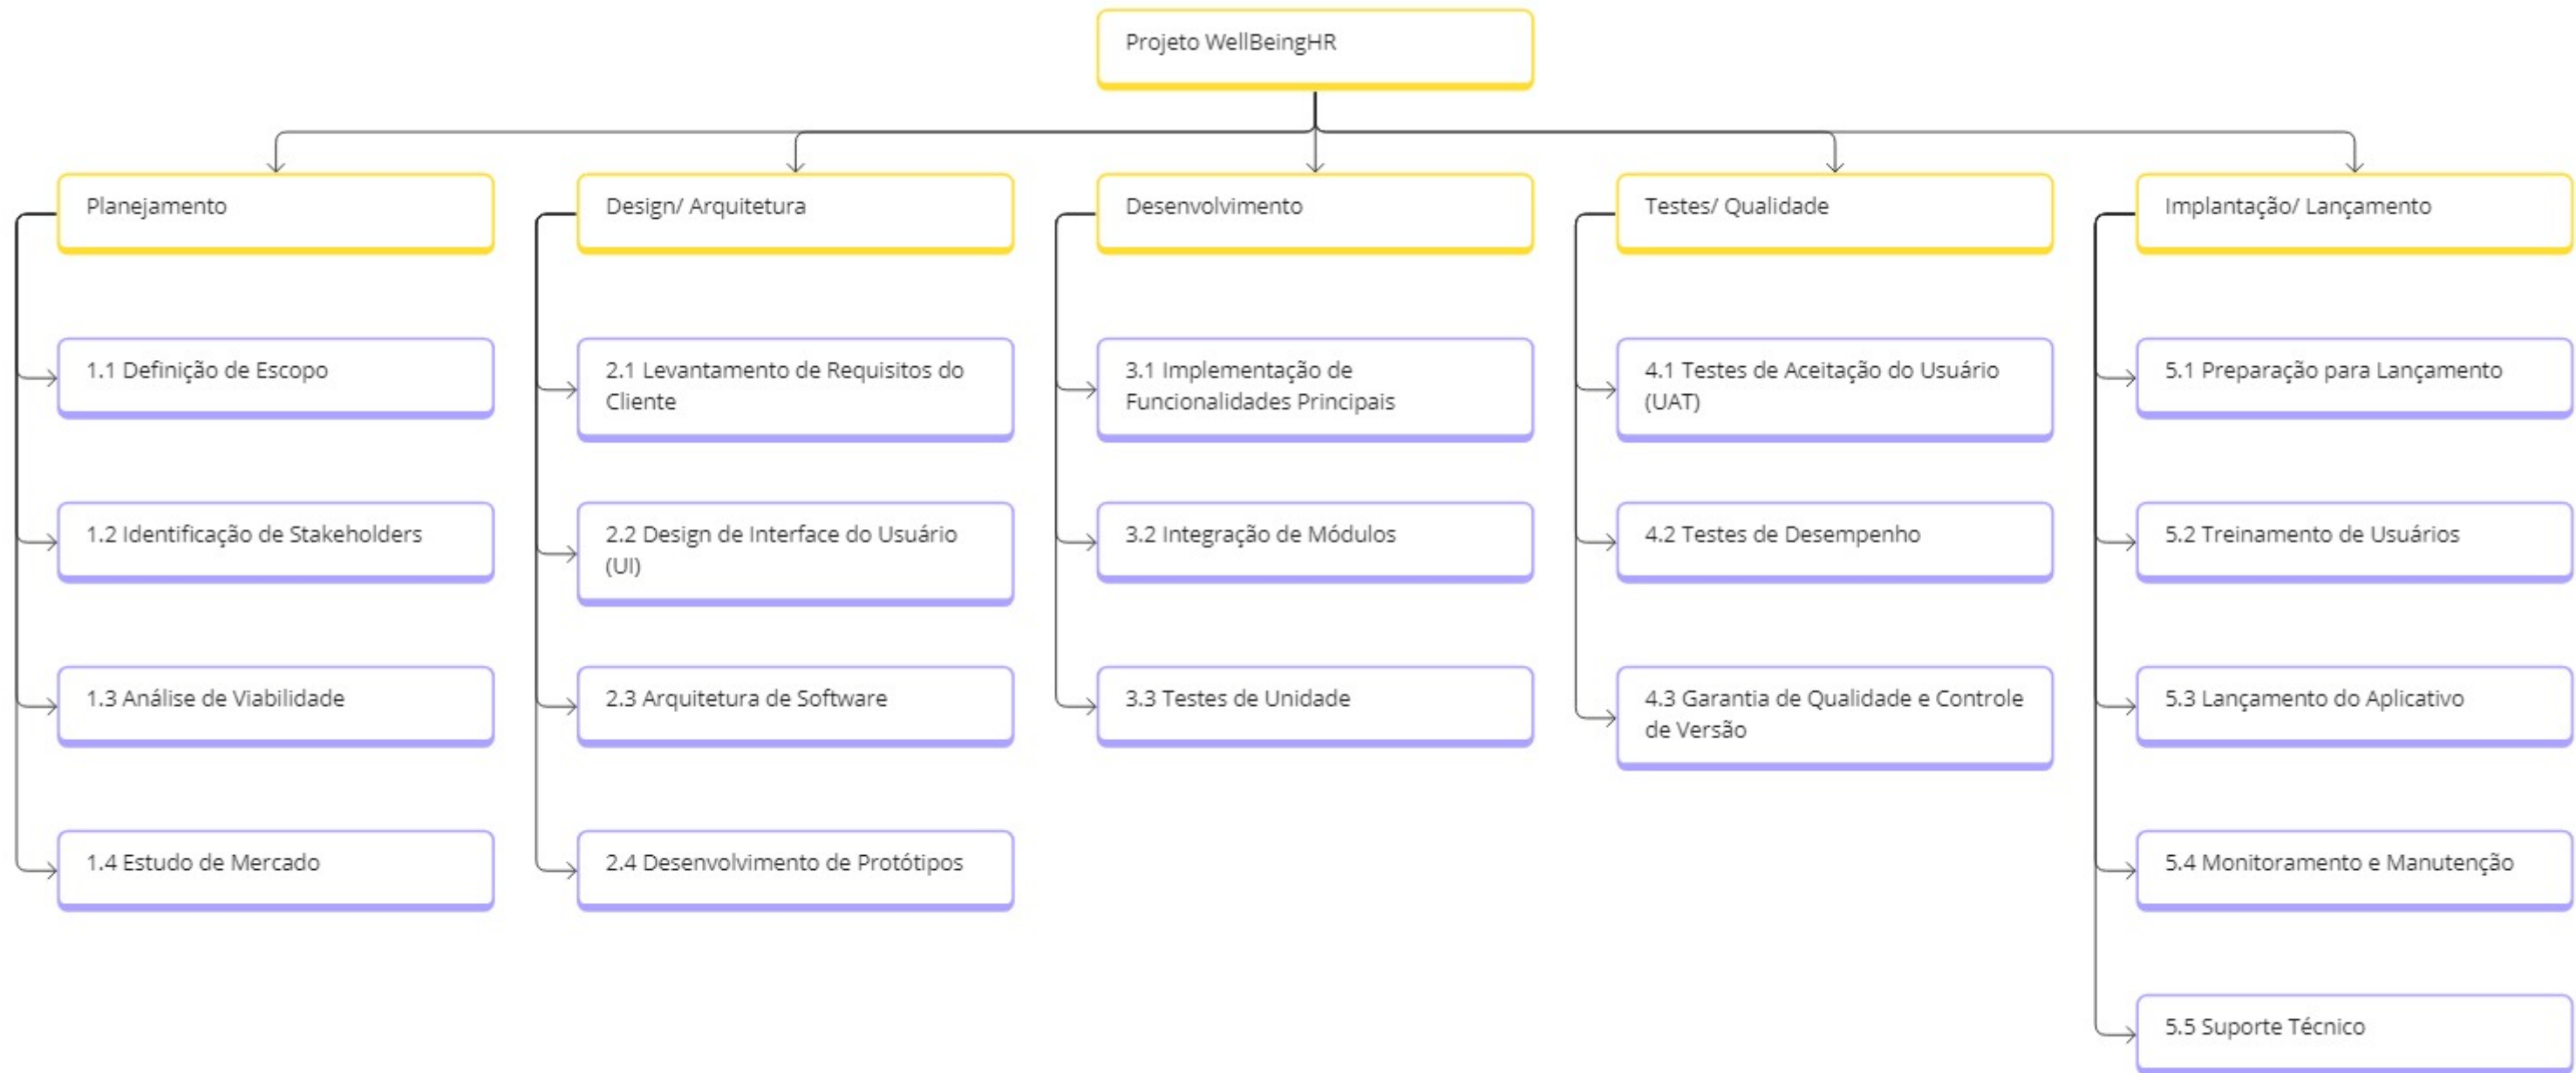 Projeto WellBeingHR
Planejamento
Design/ Arquitetura
Desenvolvimento
Testes/ Qualidade
Implantação/ Lançamento
1.1 Definição de Escopo
2.1 Levantamento de Requisitos do
Cliente
3.1 Implementação de
Funcionalidades Principais
4.1 Testes de Aceitação do Usuário
(UAT)
5.1 Preparação para Lançamento
1.2 Identificação de Stakeholders
2.2 Design de Interface do Usuário
(UI)
3.2 Integração de Módulos
4.2 Testes de Desempenho
5.2 Treinamento de Usuários
1.3 Análise de Viabilidade
2.3 Arquitetura de Software
3.3 Testes de Unidade
4.3 Garantia de Qualidade e Controle
de Versão
5.3 Lançamento do Aplicativo
1.4 Estudo de Mercado
2.4 Desenvolvimento de Protótipos
5.4 Monitoramento e Manutenção
5.5 Suporte Técnico